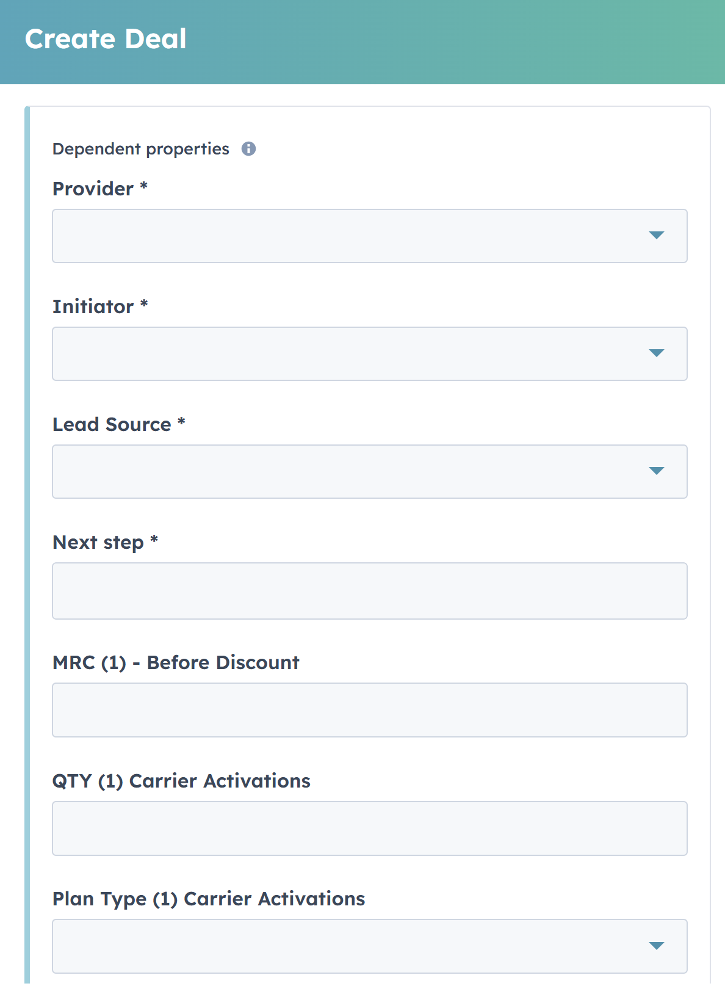 Create Deal
Dependent properties
Provider *
Initiator *
Lead Source *
Next step *
MRC (1) - Before Discount
QTY (1) Carrier Activations
Plan Type (1) Carrier Activations